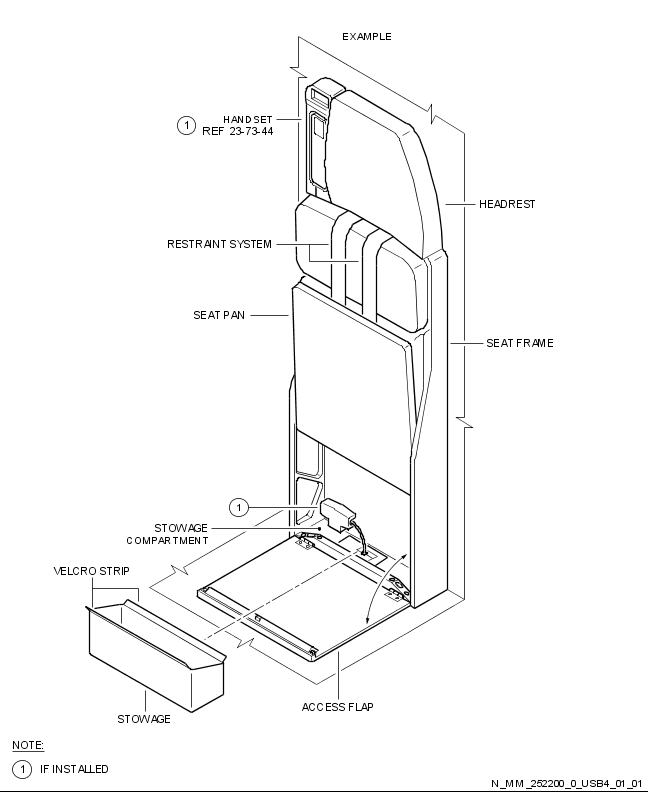 EXAMPLE
1 HANDSET
REF 23-73-44
HEADREST
RESTRAINT SYSTEM
SEAT PAN
SEAT FRAME
1
STOWAGE
COMPARTMENT
VELCRO STRIP
ACCESS FLAP
STOWAGE
NOTE:
1 IF INSTALLED
N_MM_252200_0_USB4_01_01